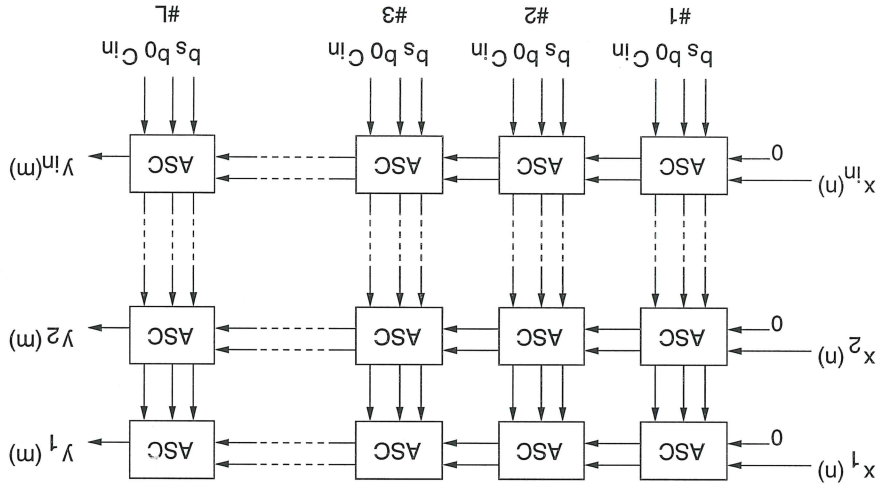 x1(n) ASC ASC ASC ASC y1(m)
0
x2(n) ASC ASC ASC ASC y2(m)
0
xin(n) ASC ASC ASC ASC yin(m)
0
bs b0 Cin bs b0 Cin bs b0 Cin bs b0 Cin
#1 #2 #3 #L